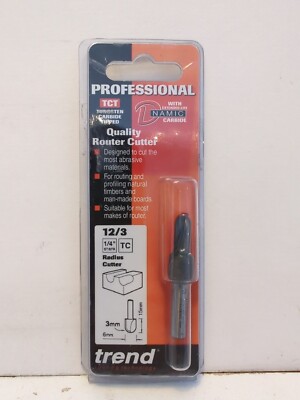 PROFESSIONAL
TCT
TUNGSTEN
CARBIDE
TIPPED
WITH
DYNAMIC
CARBIDE
Quality
Router Cutter
• Designed to cut the
most abrasive
materials.
• For routing and
profiling natural
timbers and
man-made boards
• Suitable for most
makes of router.
12/3
1/4"
TC
Radius
Cutter
3mm
6mm
trend